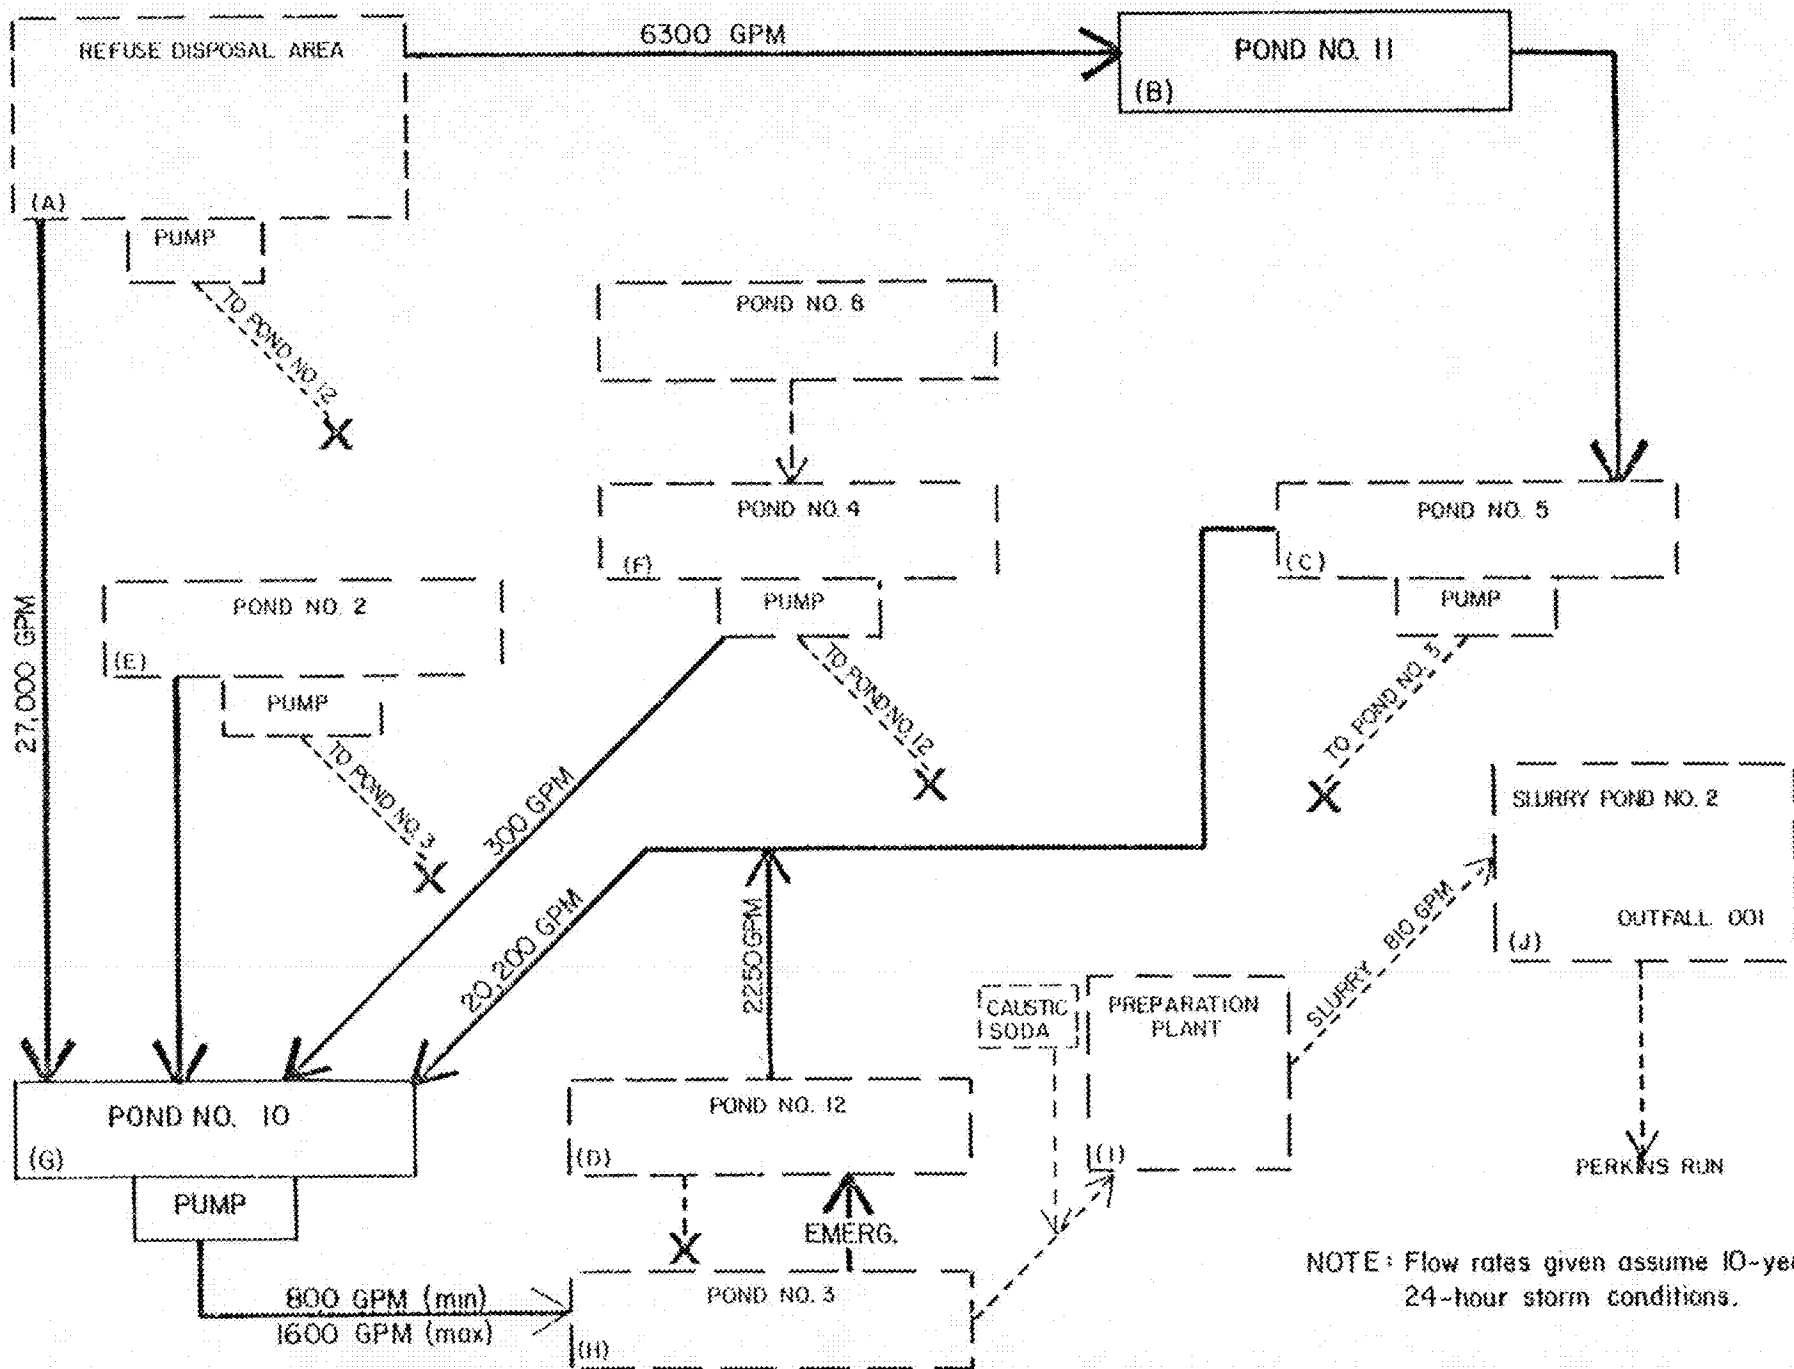 REFUSE DISPOSAL AREA
(A)
6300 GPM
POND NO. 11
(B)
PUMP
TO POND NO. 12
POND NO. 8
POND NO. 4
(F)
PUMP
TO POND NO. 12
POND NO. 5
(C)
PUMP
TO POND NO.
27,000 GPM
POND NO. 2
(E)
PUMP
TO POND NO. 3
300 GPM
20,200 GPM
2250 GPM
SLURRY POND NO. 2
OUTFALL 001
(J)
SLURRY 810 GPM
CAUSTIC
SODA
PREPARATION
PLANT
(I)
PERKINS RUN
POND NO. 10
(G)
PUMP
POND NO. 12
(D)
EMERG.
800 GPM (min)
1600 GPM (max)
POND NO. 3
(H)
NOTE: Flow rates given assume 10-yea
24-hour storm conditions.